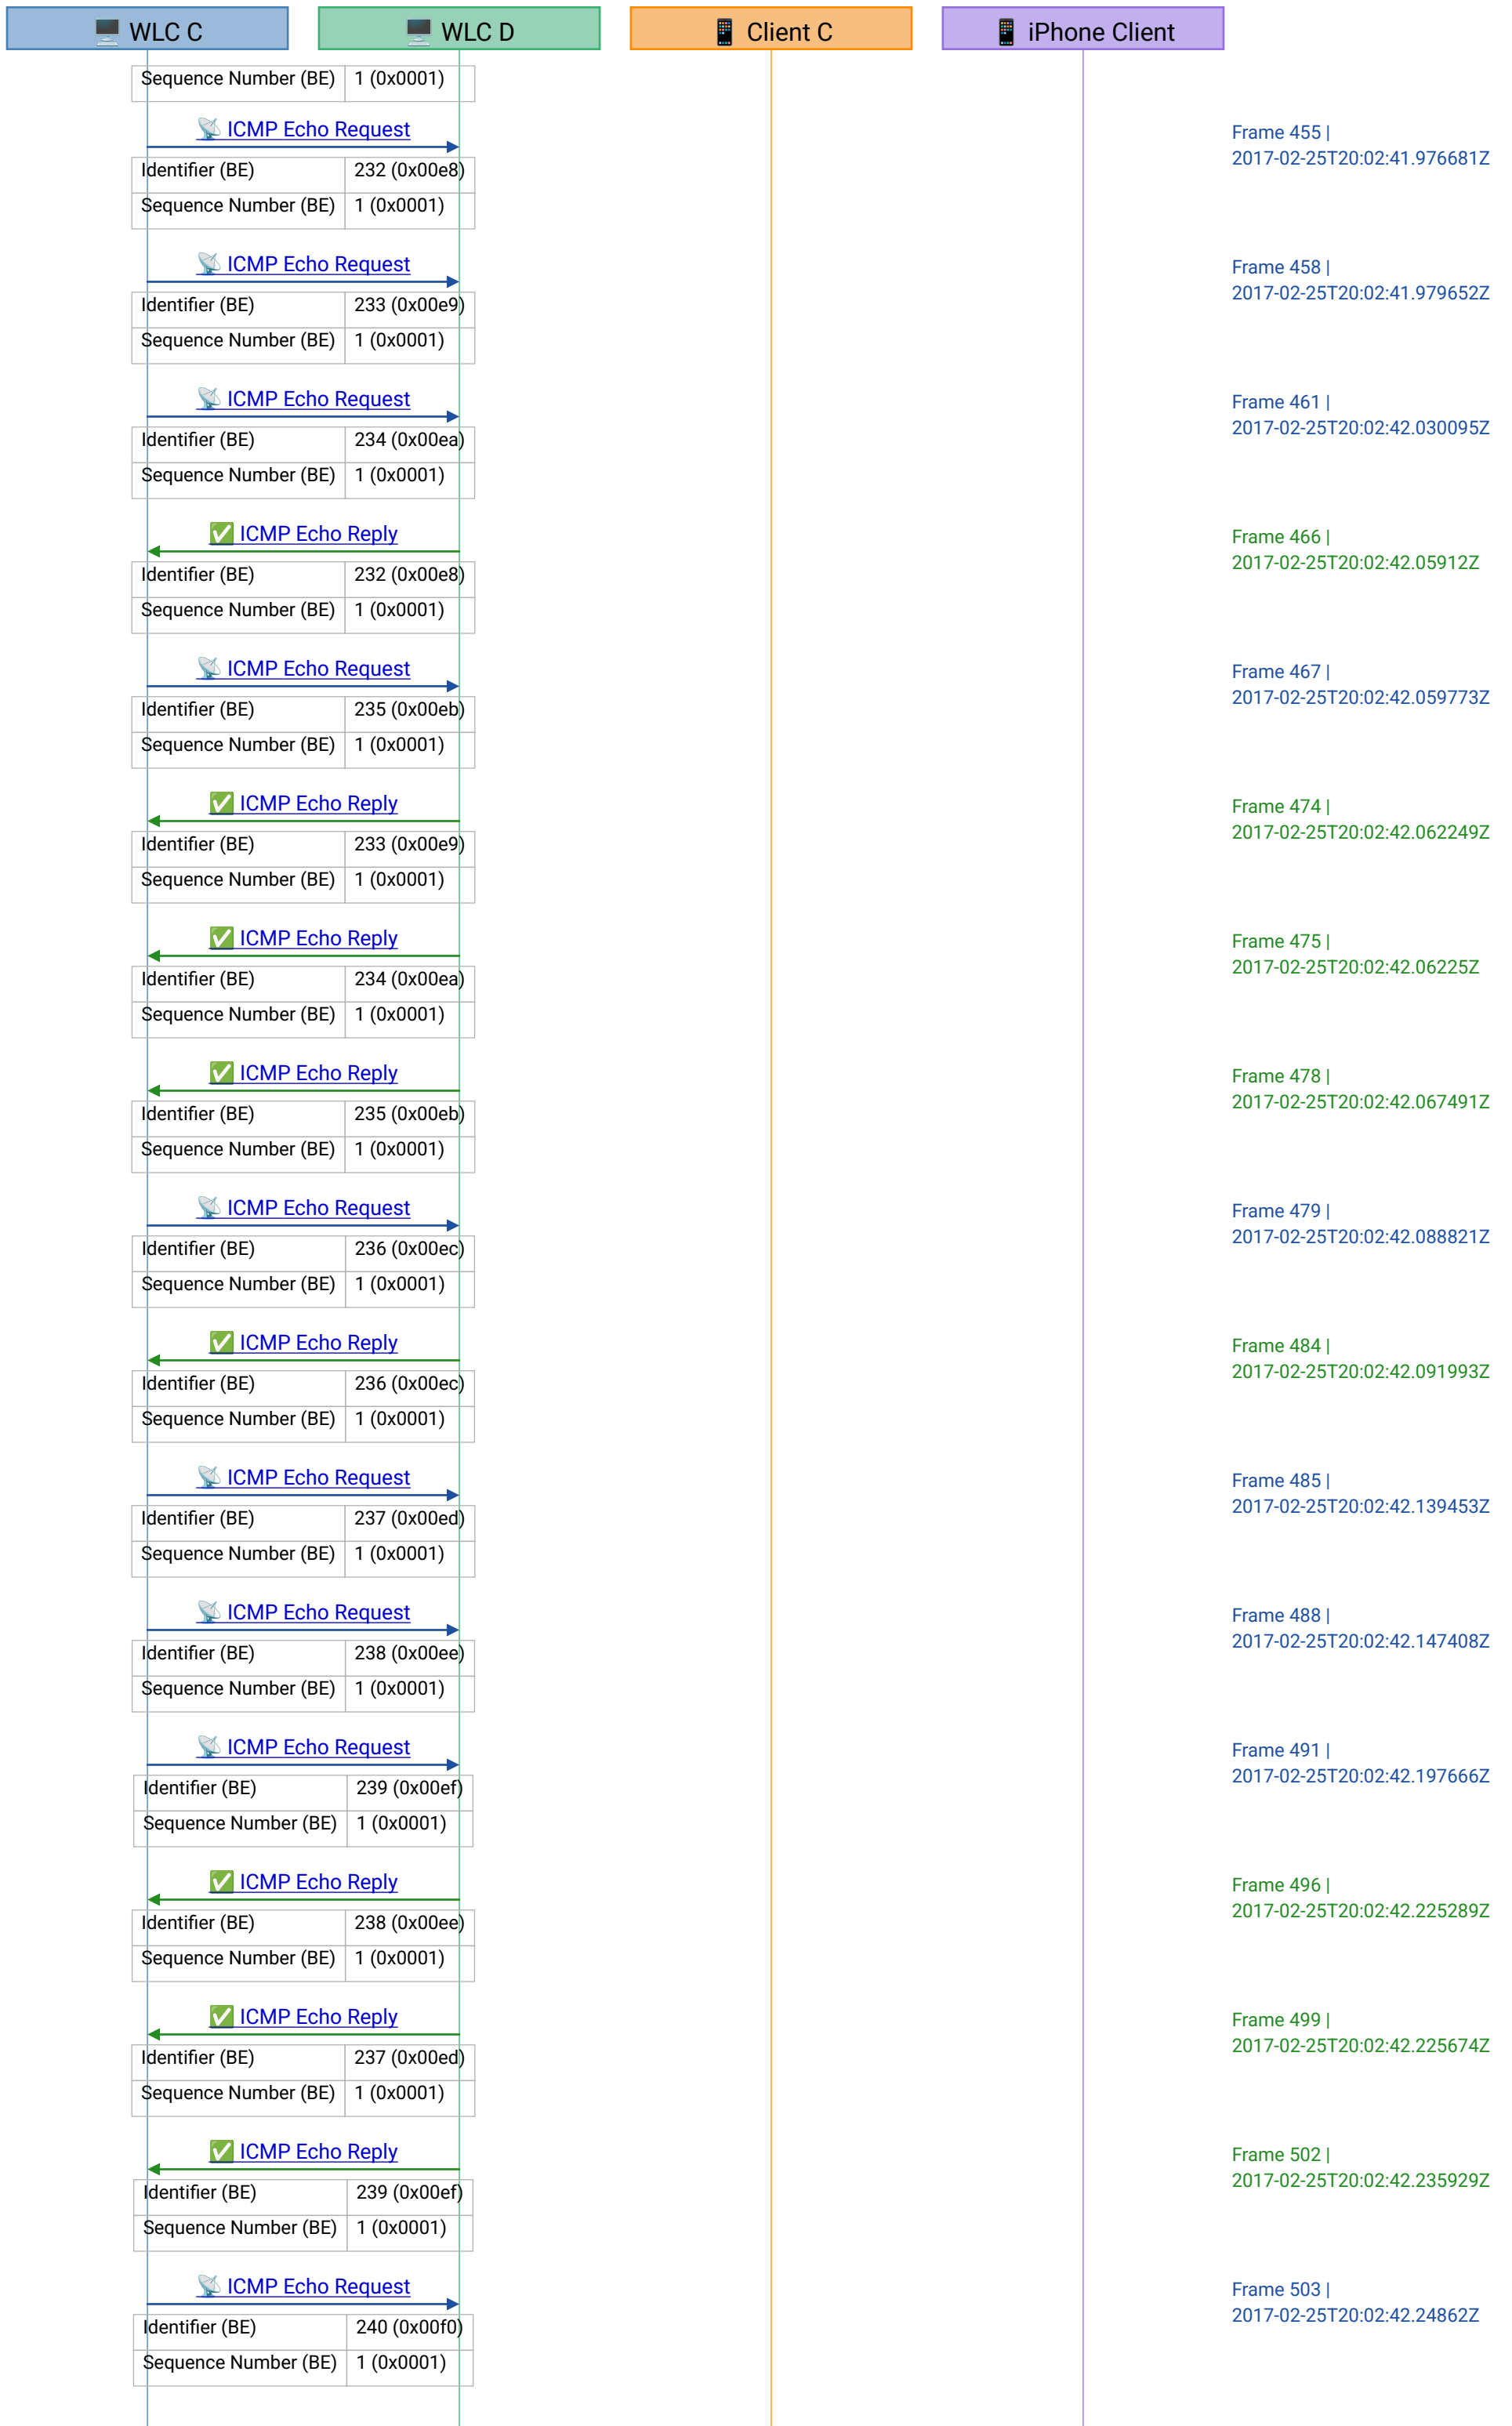 WLC C WLC D Client C iPhone Client
Sequence Number (BE) 1 (0x0001)
ICMP Echo Request
Frame 455 |
2017-02-25T20:02:41.976681Z
Identifier (BE) 232 (0x00e8)
Sequence Number (BE) 1 (0x0001)
ICMP Echo Request
Frame 458 |
2017-02-25T20:02:41.979652Z
Identifier (BE) 233 (0x00e9)
Sequence Number (BE) 1 (0x0001)
ICMP Echo Request
Frame 461 |
2017-02-25T20:02:42.030095Z
Identifier (BE) 234 (0x00ea)
Sequence Number (BE) 1 (0x0001)
ICMP Echo Reply
Frame 466 |
2017-02-25T20:02:42.05912Z
Identifier (BE) 232 (0x00e8)
Sequence Number (BE) 1 (0x0001)
ICMP Echo Request
Frame 467 |
2017-02-25T20:02:42.059773Z
Identifier (BE) 235 (0x00eb)
Sequence Number (BE) 1 (0x0001)
ICMP Echo Reply
Frame 474 |
2017-02-25T20:02:42.062249Z
Identifier (BE) 233 (0x00e9)
Sequence Number (BE) 1 (0x0001)
ICMP Echo Reply
Frame 475 |
2017-02-25T20:02:42.06225Z
Identifier (BE) 234 (0x00ea)
Sequence Number (BE) 1 (0x0001)
ICMP Echo Reply
Frame 478 |
2017-02-25T20:02:42.067491Z
Identifier (BE) 235 (0x00eb)
Sequence Number (BE) 1 (0x0001)
ICMP Echo Request
Frame 479 |
2017-02-25T20:02:42.088821Z
Identifier (BE) 236 (0x00ec)
Sequence Number (BE) 1 (0x0001)
ICMP Echo Reply
Frame 484 |
2017-02-25T20:02:42.091993Z
Identifier (BE) 236 (0x00ec)
Sequence Number (BE) 1 (0x0001)
ICMP Echo Request
Frame 485 |
2017-02-25T20:02:42.139453Z
Identifier (BE) 237 (0x00ed)
Sequence Number (BE) 1 (0x0001)
ICMP Echo Request
Frame 488 |
2017-02-25T20:02:42.147408Z
Identifier (BE) 238 (0x00ee)
Sequence Number (BE) 1 (0x0001)
ICMP Echo Request
Frame 491 |
2017-02-25T20:02:42.197666Z
Identifier (BE) 239 (0x00ef)
Sequence Number (BE) 1 (0x0001)
ICMP Echo Reply
Frame 496 |
2017-02-25T20:02:42.225289Z
Identifier (BE) 238 (0x00ee)
Sequence Number (BE) 1 (0x0001)
ICMP Echo Reply
Frame 499 |
2017-02-25T20:02:42.225674Z
Identifier (BE) 237 (0x00ed)
Sequence Number (BE) 1 (0x0001)
ICMP Echo Reply
Frame 502 |
2017-02-25T20:02:42.235929Z
Identifier (BE) 239 (0x00ef)
Sequence Number (BE) 1 (0x0001)
ICMP Echo Request
Frame 503 |
2017-02-25T20:02:42.24862Z
Identifier (BE) 240 (0x00f0)
Sequence Number (BE) 1 (0x0001)